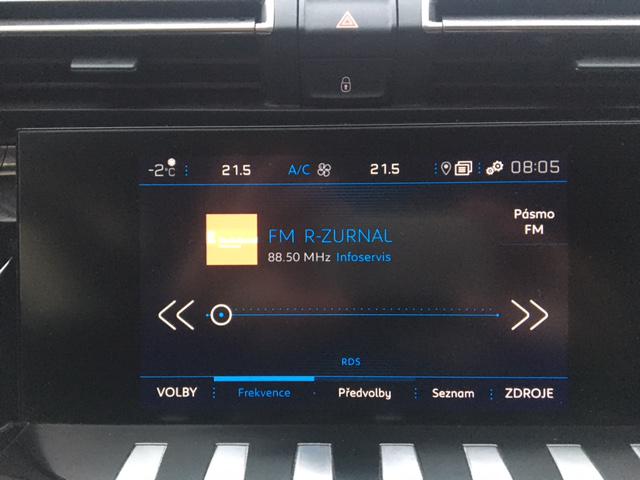 -2°C 21.5 A/C 21.5 08:05
Pásmo
FM
FM R-ZURNAL
88.50 MHz Infoservis
RDS
VOLBY Frekvence Předvolby Seznam ZDROJE